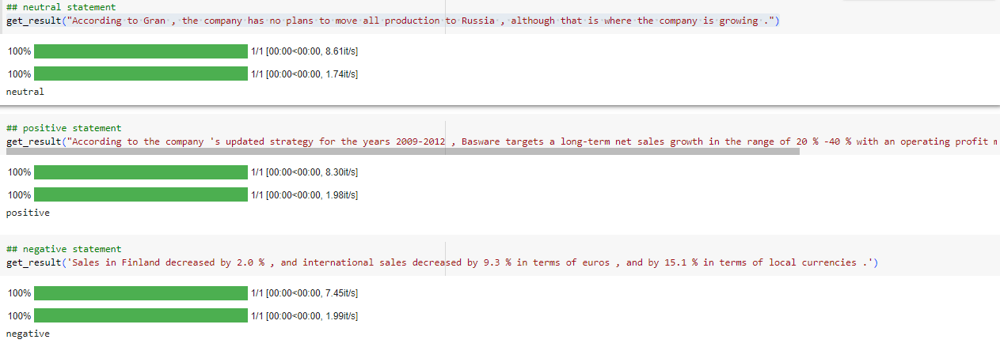 ## neutral statement
get_result("According to Gran , the company has no plans to move all production to Russia , although that is where the company is growing .")
100% 1/1 [00:00<00:00, 8.61it/s]
100% 1/1 [00:00<00:00, 1.74it/s]
neutral
## positive statement
get_result("According to the company 's updated strategy for the years 2009-2012 , Basware targets a long-term net sales growth in the range of 20 % -40 % with an operating profit
100% 1/1 [00:00<00:00, 8.30it/s]
100% 1/1 [00:00<00:00, 1.98it/s]
positive
## negative statement
get_result('Sales in Finland decreased by 2.0 % , and international sales decreased by 9.3 % in terms of euros , and by 15.1 % in terms of local currencies .')
100% 1/1 [00:00<00:00, 7.45it/s]
100% 1/1 [00:00<00:00, 1.99it/s]
negative